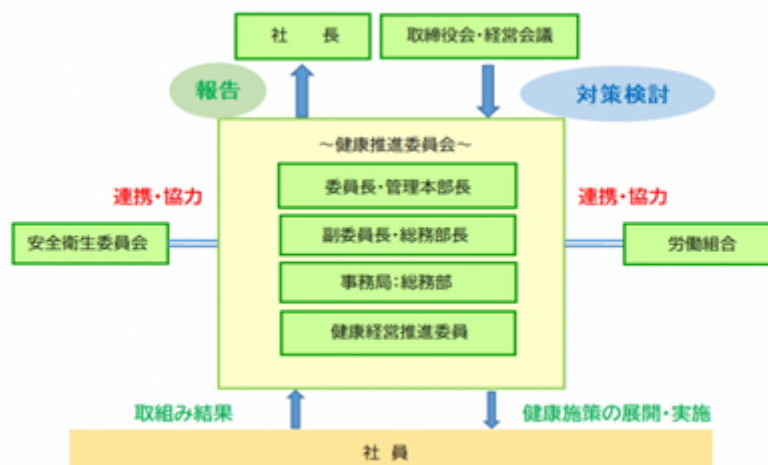 社　長
取締役会・経営会議
報告
対策検討
～健康推進委員会～
委員長・管理本部長
連携・協力
連携・協力
副委員長・総務部長
安全衛生委員会
労働組合
事務局：総務部
健康経営推進委員
取組み結果
健康施策の展開・実施
社 員